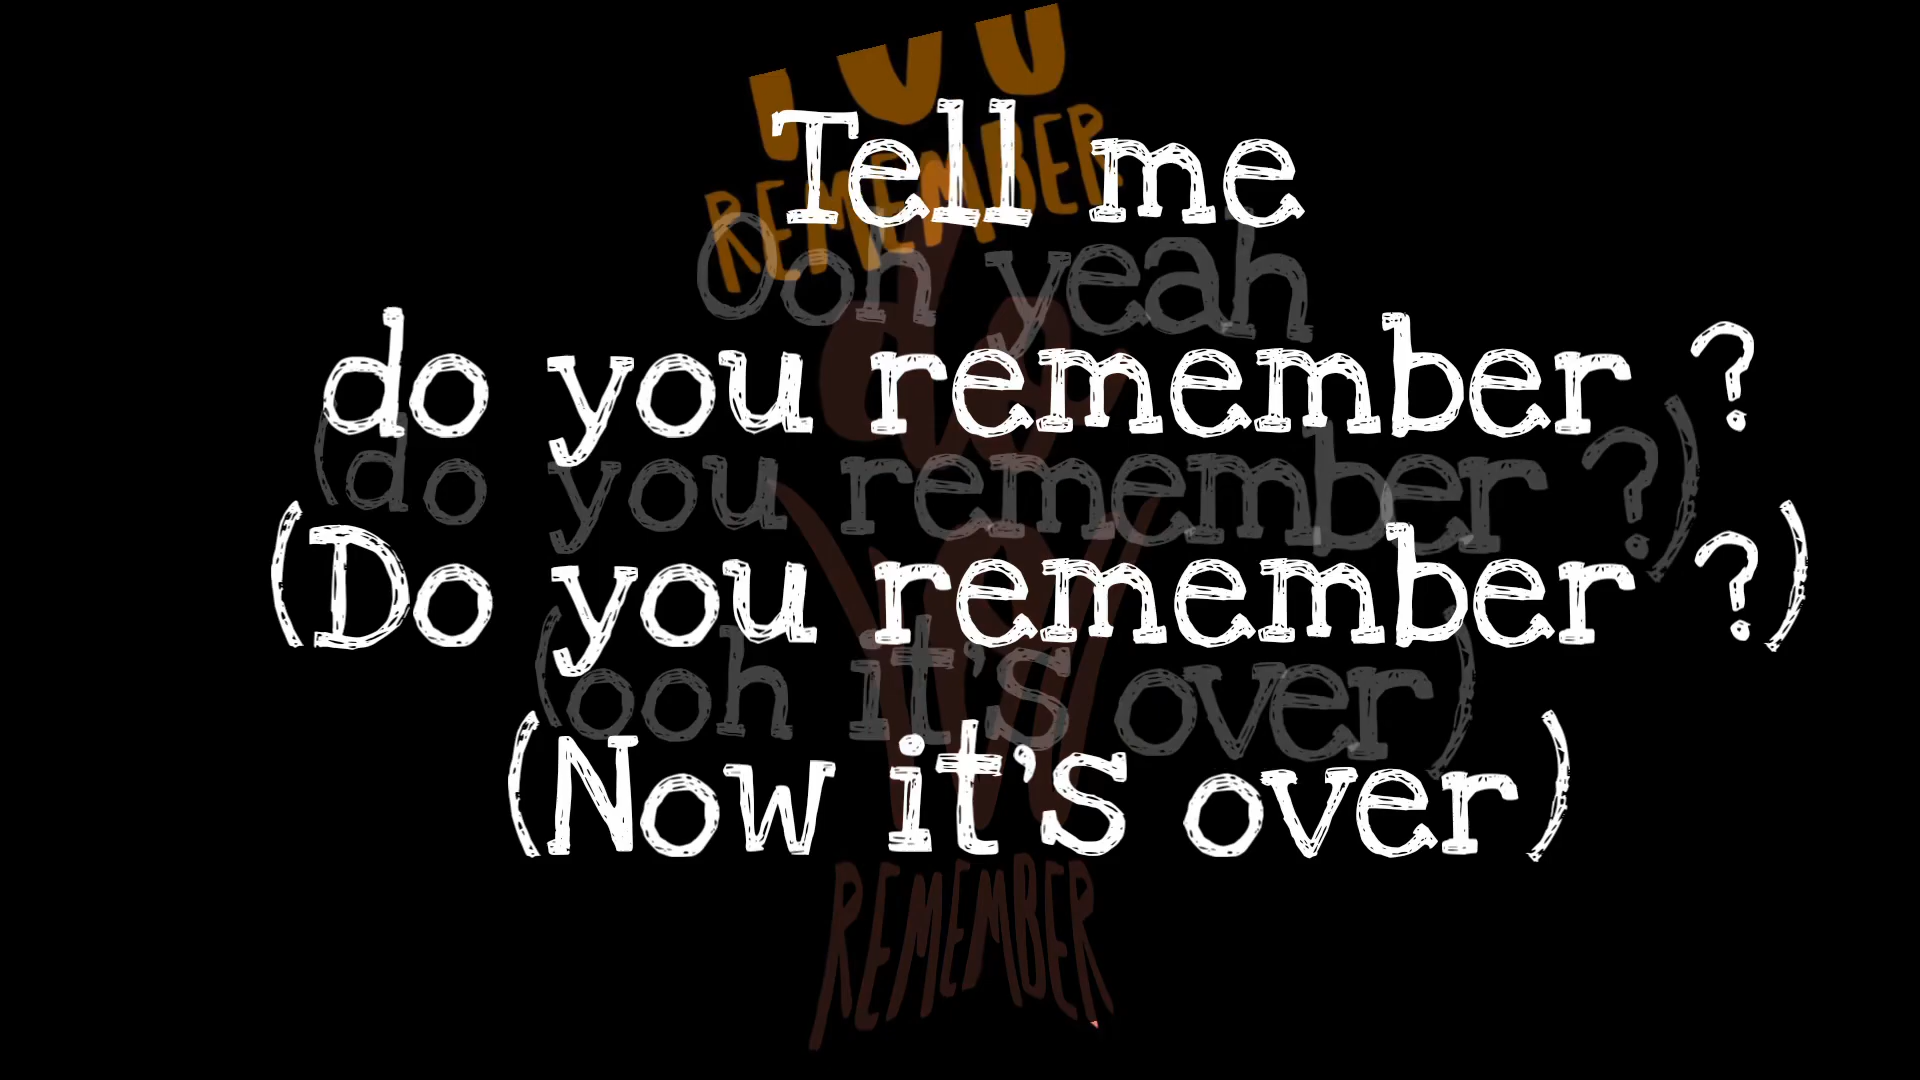 YOU
REMEMBER
Tell me
Ooh yeah
do you remember ?
(do you remember ?)
(Do you remember ?)
(ooh it's over)
(Now it's over)
REMEMBER